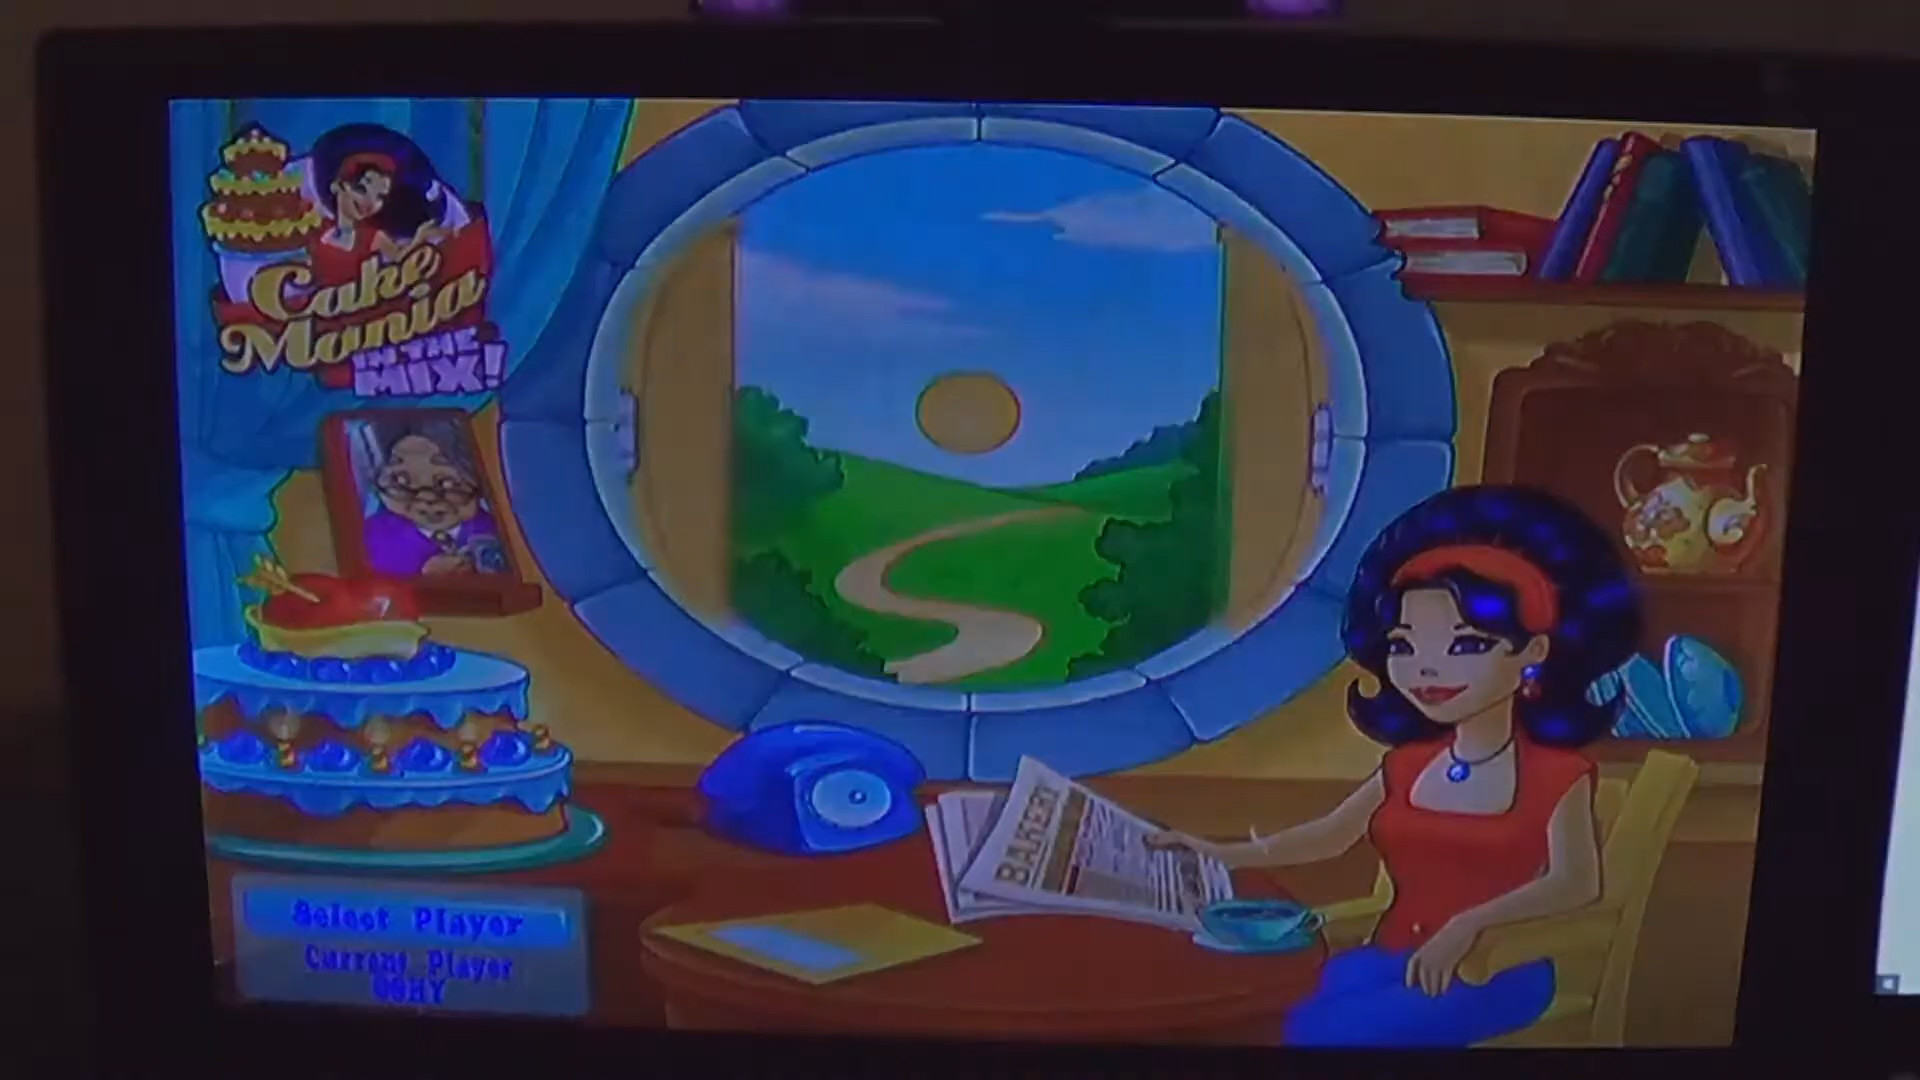 Cake
Mania
IN THE
MIX!
BAKERY
Select Player
Current Player